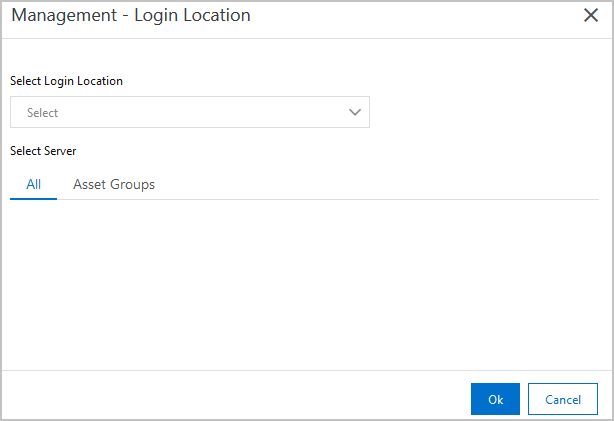 Management - Login Location
Select Login Location
Select
Select Server
All Asset Groups
Ok Cancel